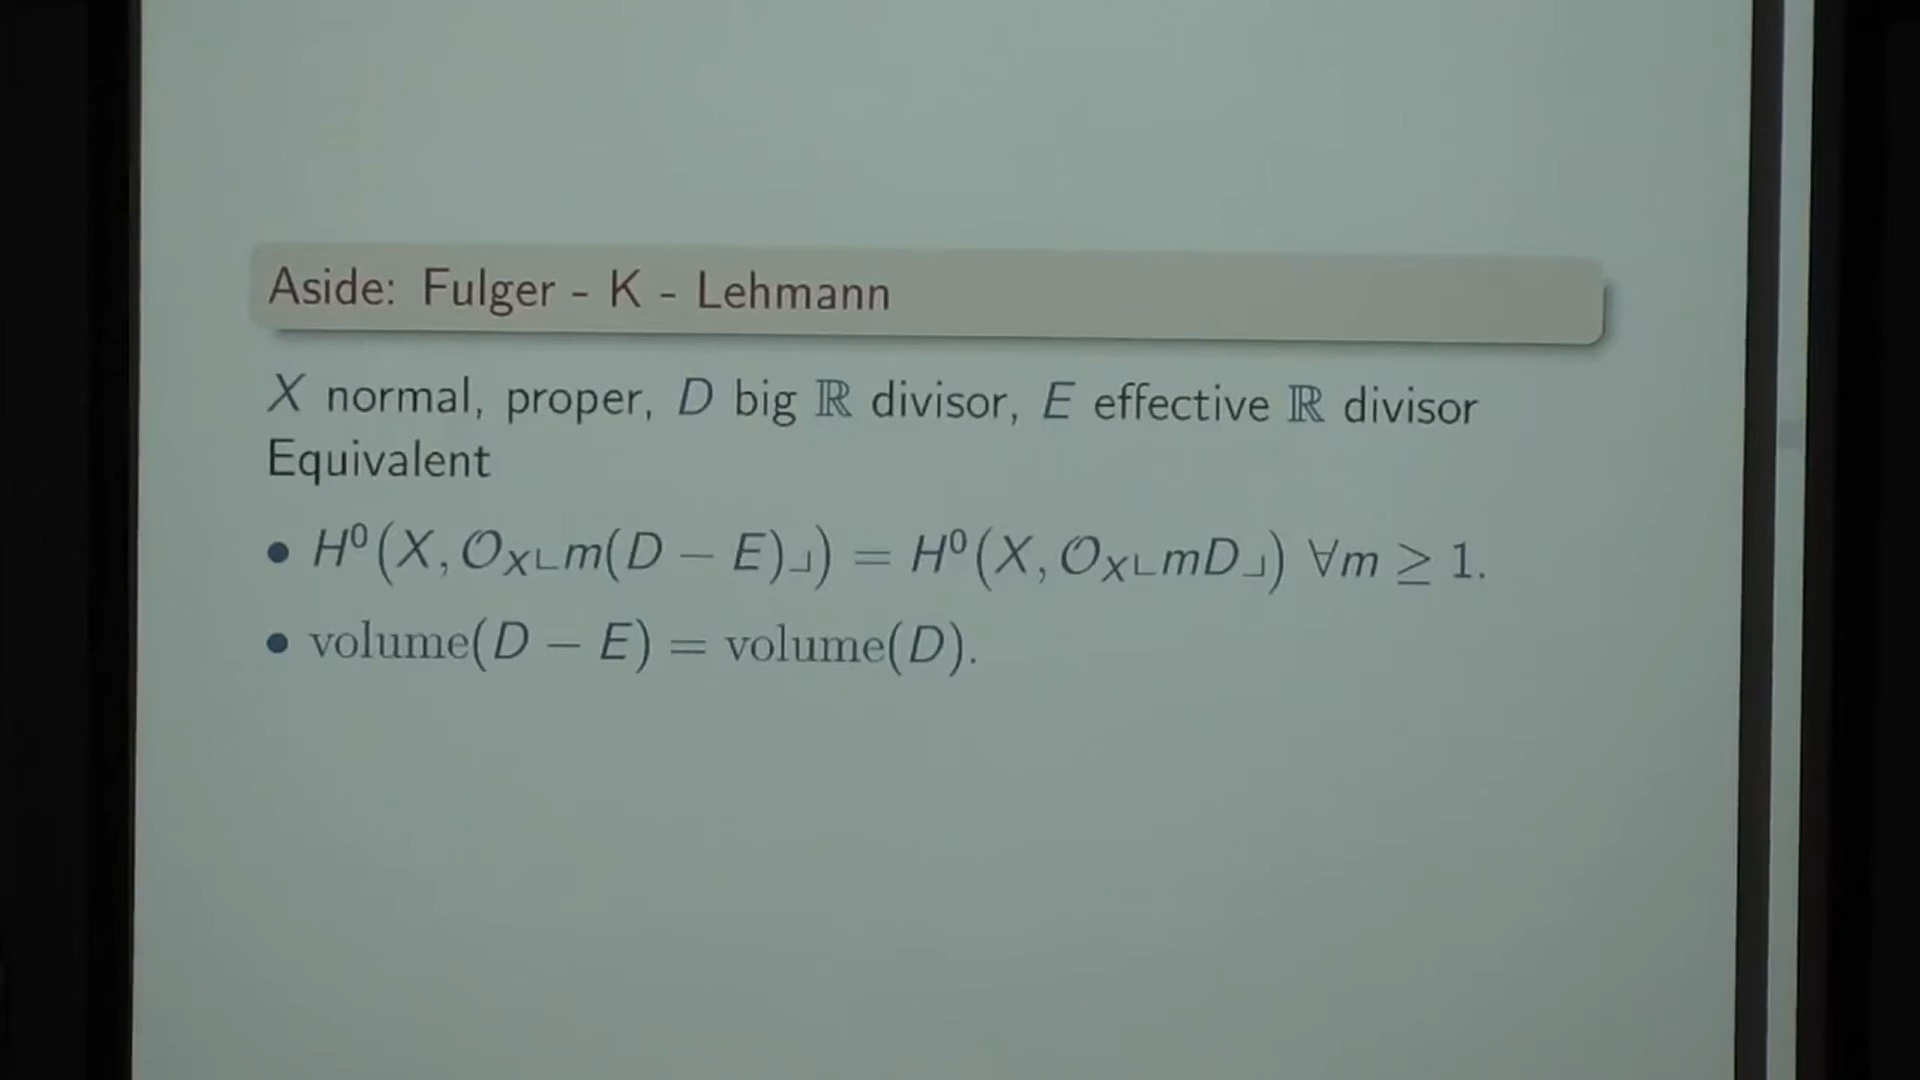 Aside: Fulger - K - Lehmann
X normal, proper, D big ℝ divisor, E effective ℝ divisor
Equivalent
• H⁰(X, 𝒪_X⌞m(D − E)⌟) = H⁰(X, 𝒪_X⌞mD⌟) ∀m ≥ 1.
• volume(D − E) = volume(D).